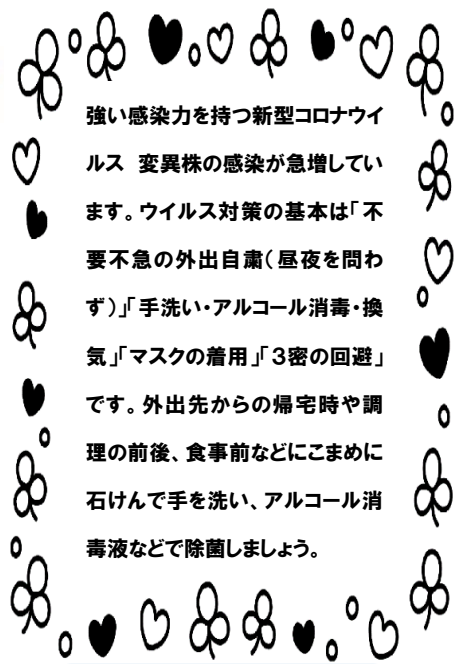 強い感染力を持つ新型コロナウイ
ルス 変異株の感染が急増してい
ます。ウイルス対策の基本は「不
要不急の外出自粛(昼夜を問わ
ず)」「手洗い・アルコール消毒・換
気」「マスクの着用」「3密の回避」
です。外出先からの帰宅時や調
理の前後、食事前などにこまめに
石けんで手を洗い、アルコール消
毒液などで除菌しましょう。